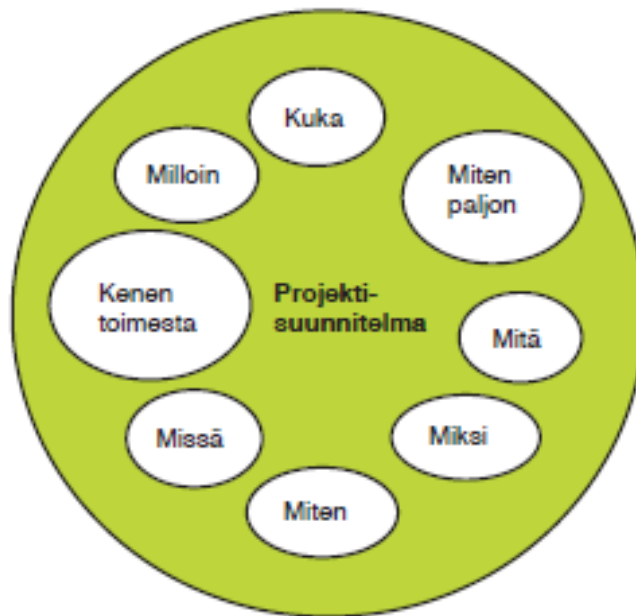 Kuka
Milloin
Miten
paljon
Kenen
toimesta
Projekti-
suunnitelma
Mitä
Missä
Miksi
Miten